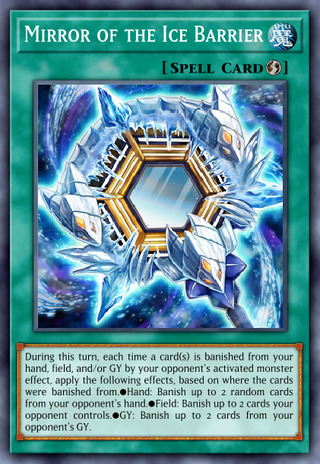 Mirror of the Ice Barrier
魔
[Spell Card]
During this turn, each time a card(s) is banished from your
hand, field, and/or GY by your opponent's activated monster
effect, apply the following effects, based on where the cards
were banished from.●Hand: Banish up to 2 random cards
from your opponent's hand.●Field: Banish up to 2 cards your
opponent controls.●GY: Banish up to 2 cards from your
opponent's GY.